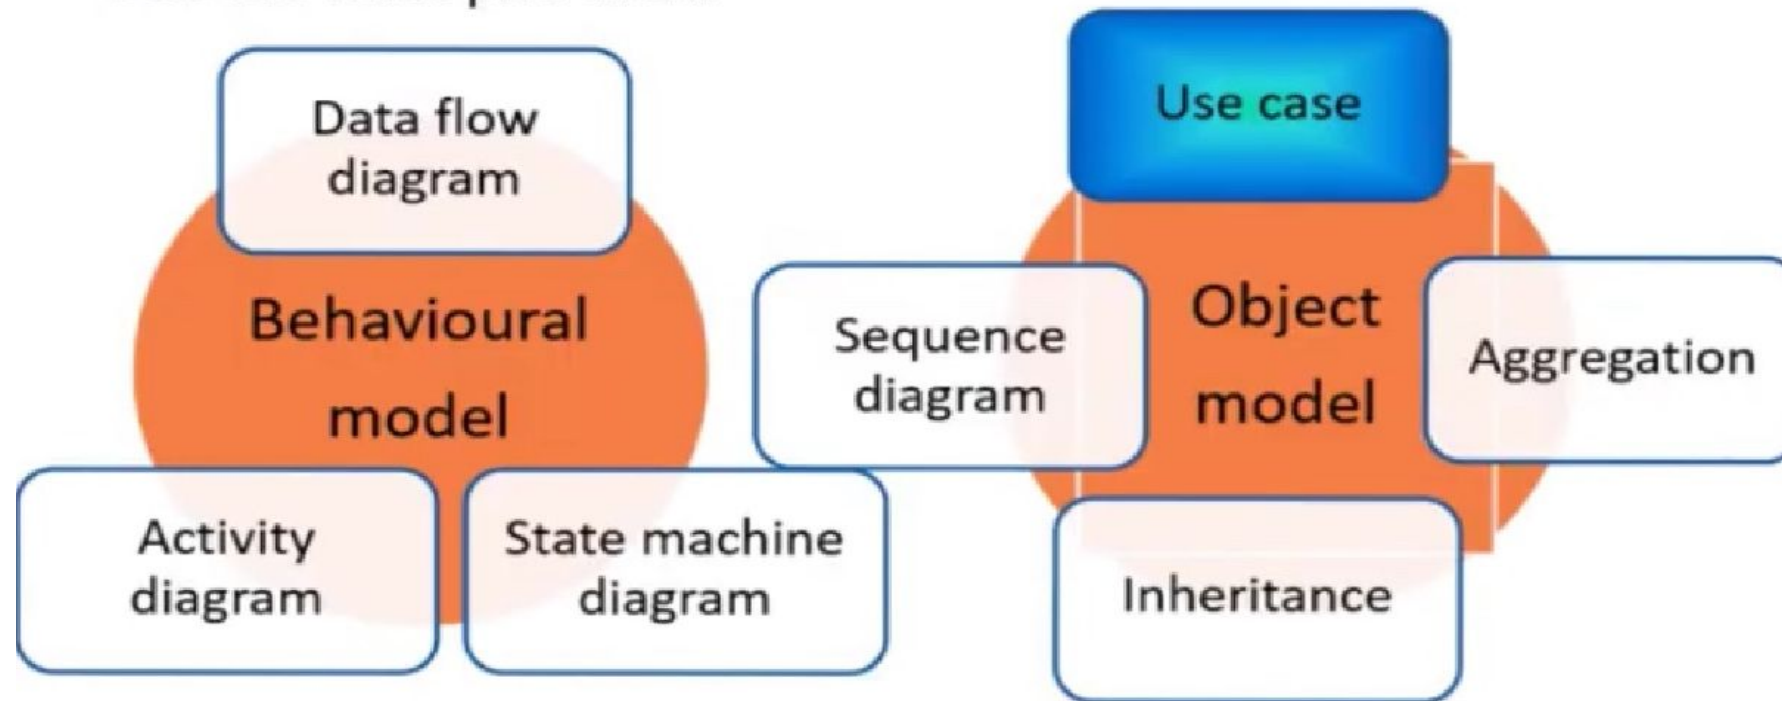 Data flow
diagram
Behavioural
model
Activity
diagram
State machine
diagram
Use case
Sequence
diagram
Object
model
Aggregation
Inheritance